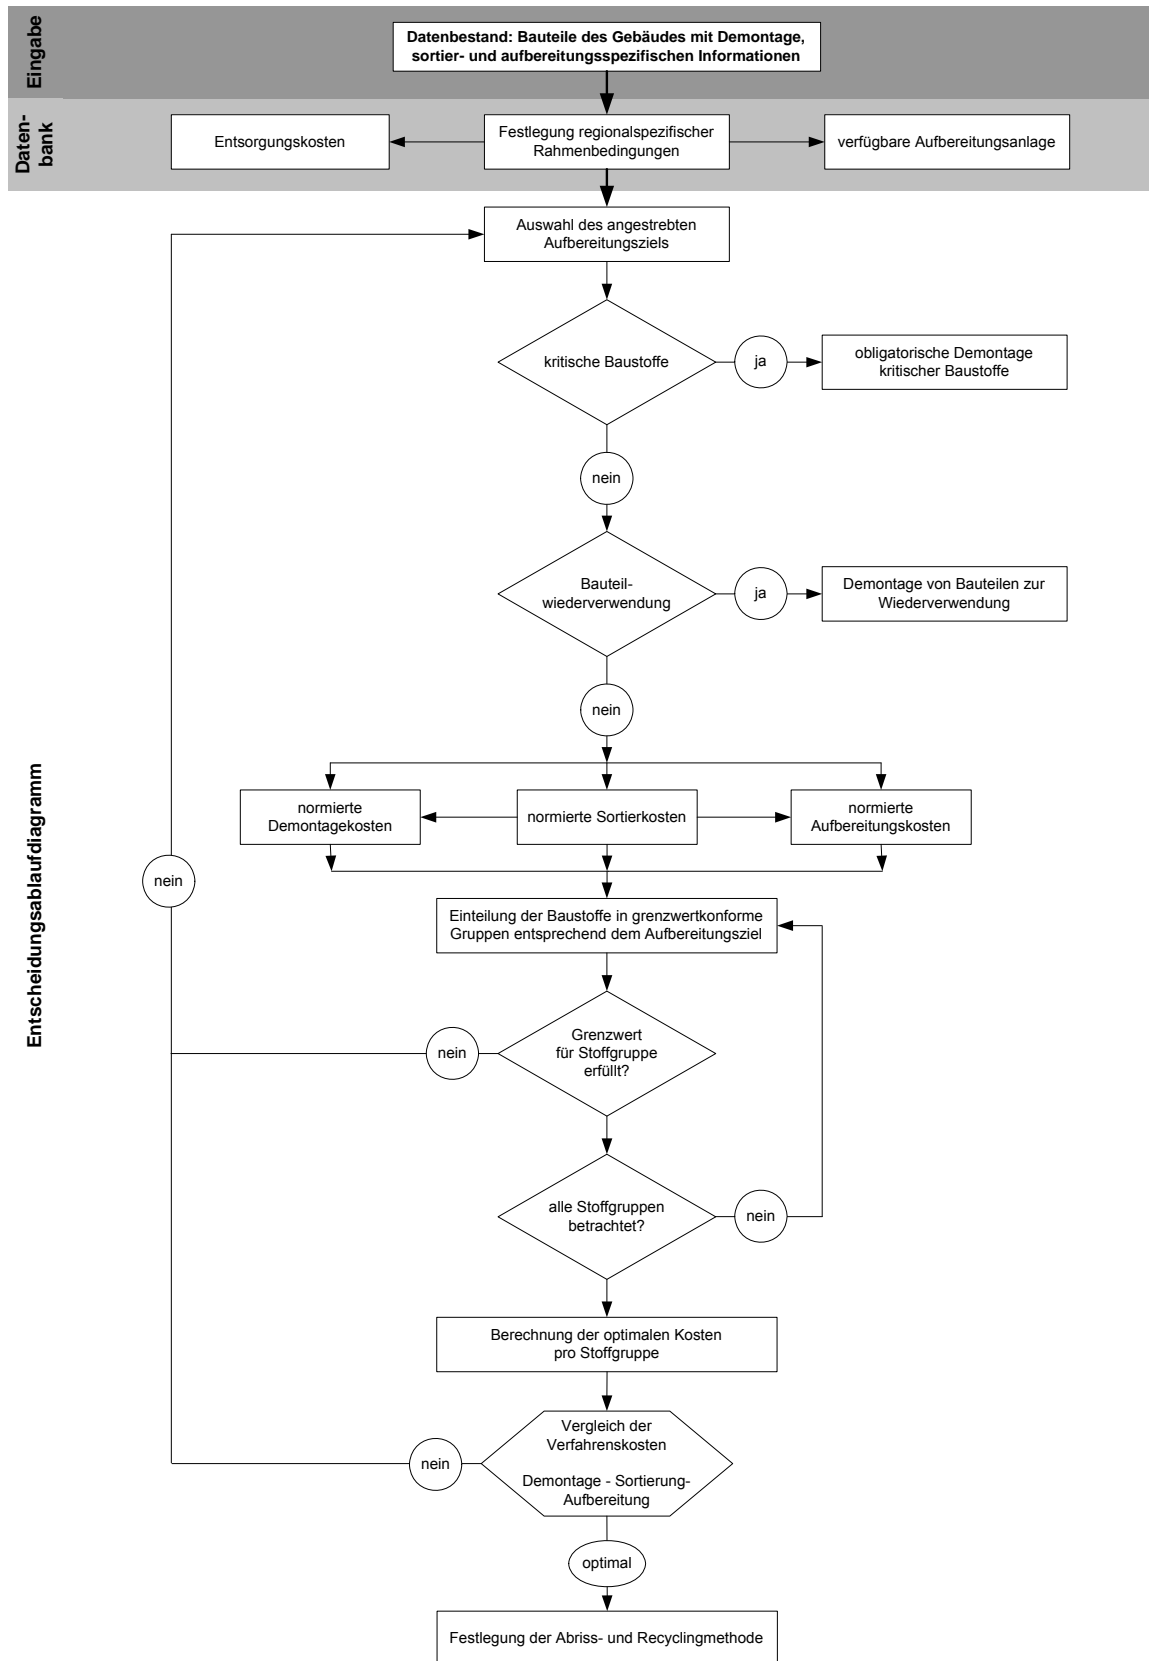 Eingabe
Datenbestand: Bauteile des Gebäudes mit Demontage,
sortier- und aufbereitungsspezifischen Informationen
Daten-
bank
Entsorgungskosten
Festlegung regionalspezifischer
Rahmenbedingungen
verfügbare Aufbereitungsanlage
Entscheidungsablaufdiagramm
Auswahl des angestrebten
Aufbereitungsziels
kritische Baustoffe
ja
obligatorische Demontage
kritischer Baustoffe
nein
Bauteil-
wiederverwendung
ja
Demontage von Bauteilen zur
Wiederverwendung
nein
normierte
Demontagekosten
normierte Sortierkosten
normierte
Aufbereitungskosten
nein
Einteilung der Baustoffe in grenzwertkonforme
Gruppen entsprechend dem Aufbereitungsziel
Grenzwert
für Stoffgruppe
erfüllt?
nein
alle Stoffgruppen
betrachtet?
nein
Berechnung der optimalen Kosten
pro Stoffgruppe
Vergleich der
Verfahrenskosten
Demontage - Sortierung-
Aufbereitung
nein
optimal
Festlegung der Abriss- und Recyclingmethode